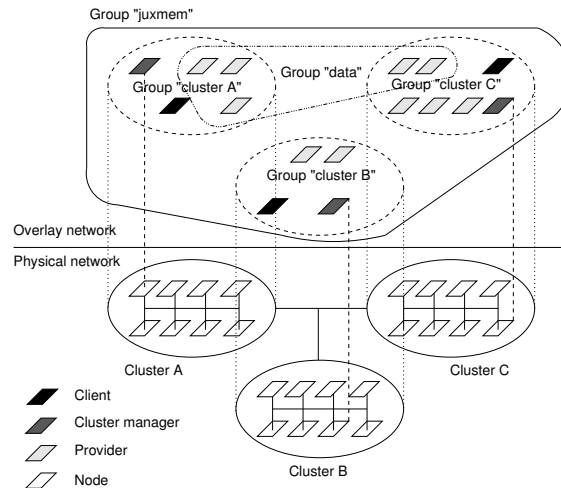 Group "juxmem"
Group "data"
Group "cluster A"
Group "cluster C"
Group "cluster B"
Overlay network
Physical network
Cluster A
Cluster C
Cluster B
Client
Cluster manager
Provider
Node